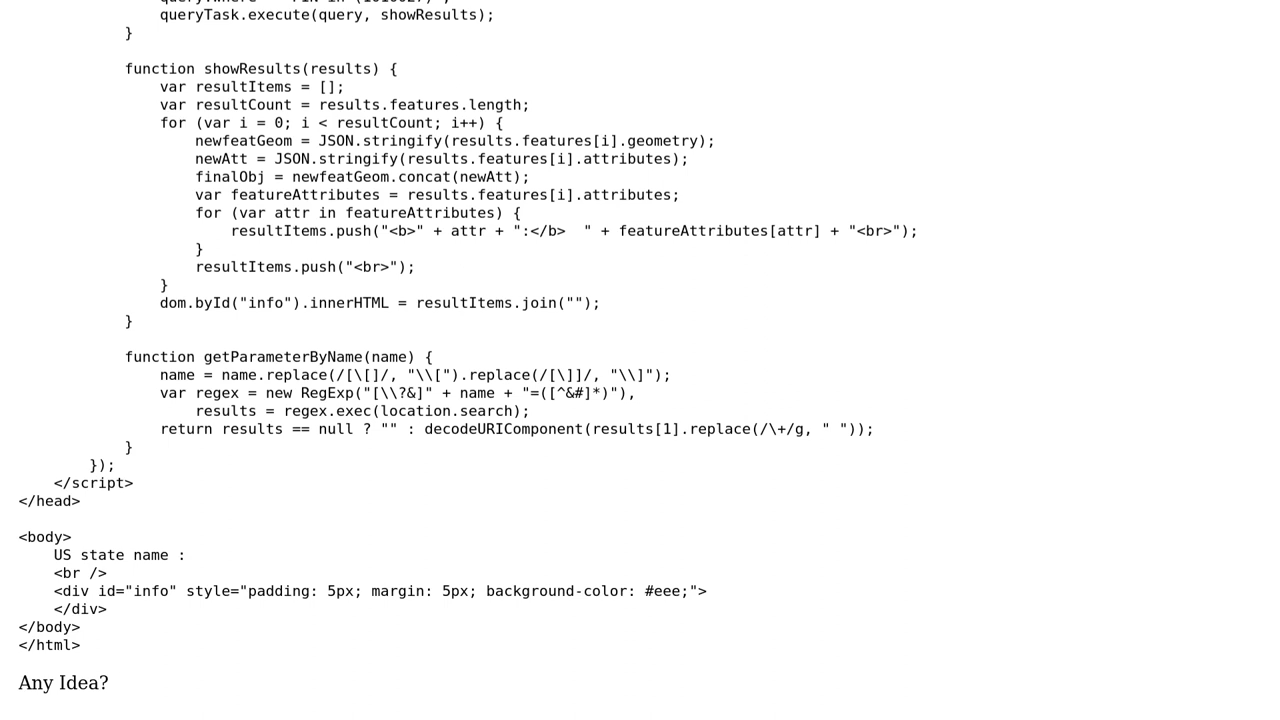 queryTask.execute(query, showResults);
}
function showResults(results) {
var resultItems = [];
var resultCount = results.features.length;
for (var i = 0; i < resultCount; i++) {
newfeatGeom = JSON.stringify(results.features[i].geometry);
newAtt = JSON.stringify(results.features[i].attributes);
finalObj = newfeatGeom.concat(newAtt);
var featureAttributes = results.features[i].attributes;
for (var attr in featureAttributes) {
resultItems.push("<b>" + attr + ":</b>  " + featureAttributes[attr] + "<br>");
}
resultItems.push("<br>");
}
dom.byId("info").innerHTML = resultItems.join("");
}
function getParameterByName(name) {
name = name.replace(/[\[]/, "\\[").replace(/[\]]/, "\\]");
var regex = new RegExp("[\\?&]" + name + "=([^&#]*)"),
results = regex.exec(location.search);
return results == null ? "" : decodeURIComponent(results[1].replace(/\+/g, " "));
}
});
</script>
</head>
<body>
US state name :
<br />
<div id="info" style="padding: 5px; margin: 5px; background-color: #eee;">
</div>
</body>
</html>
Any Idea?